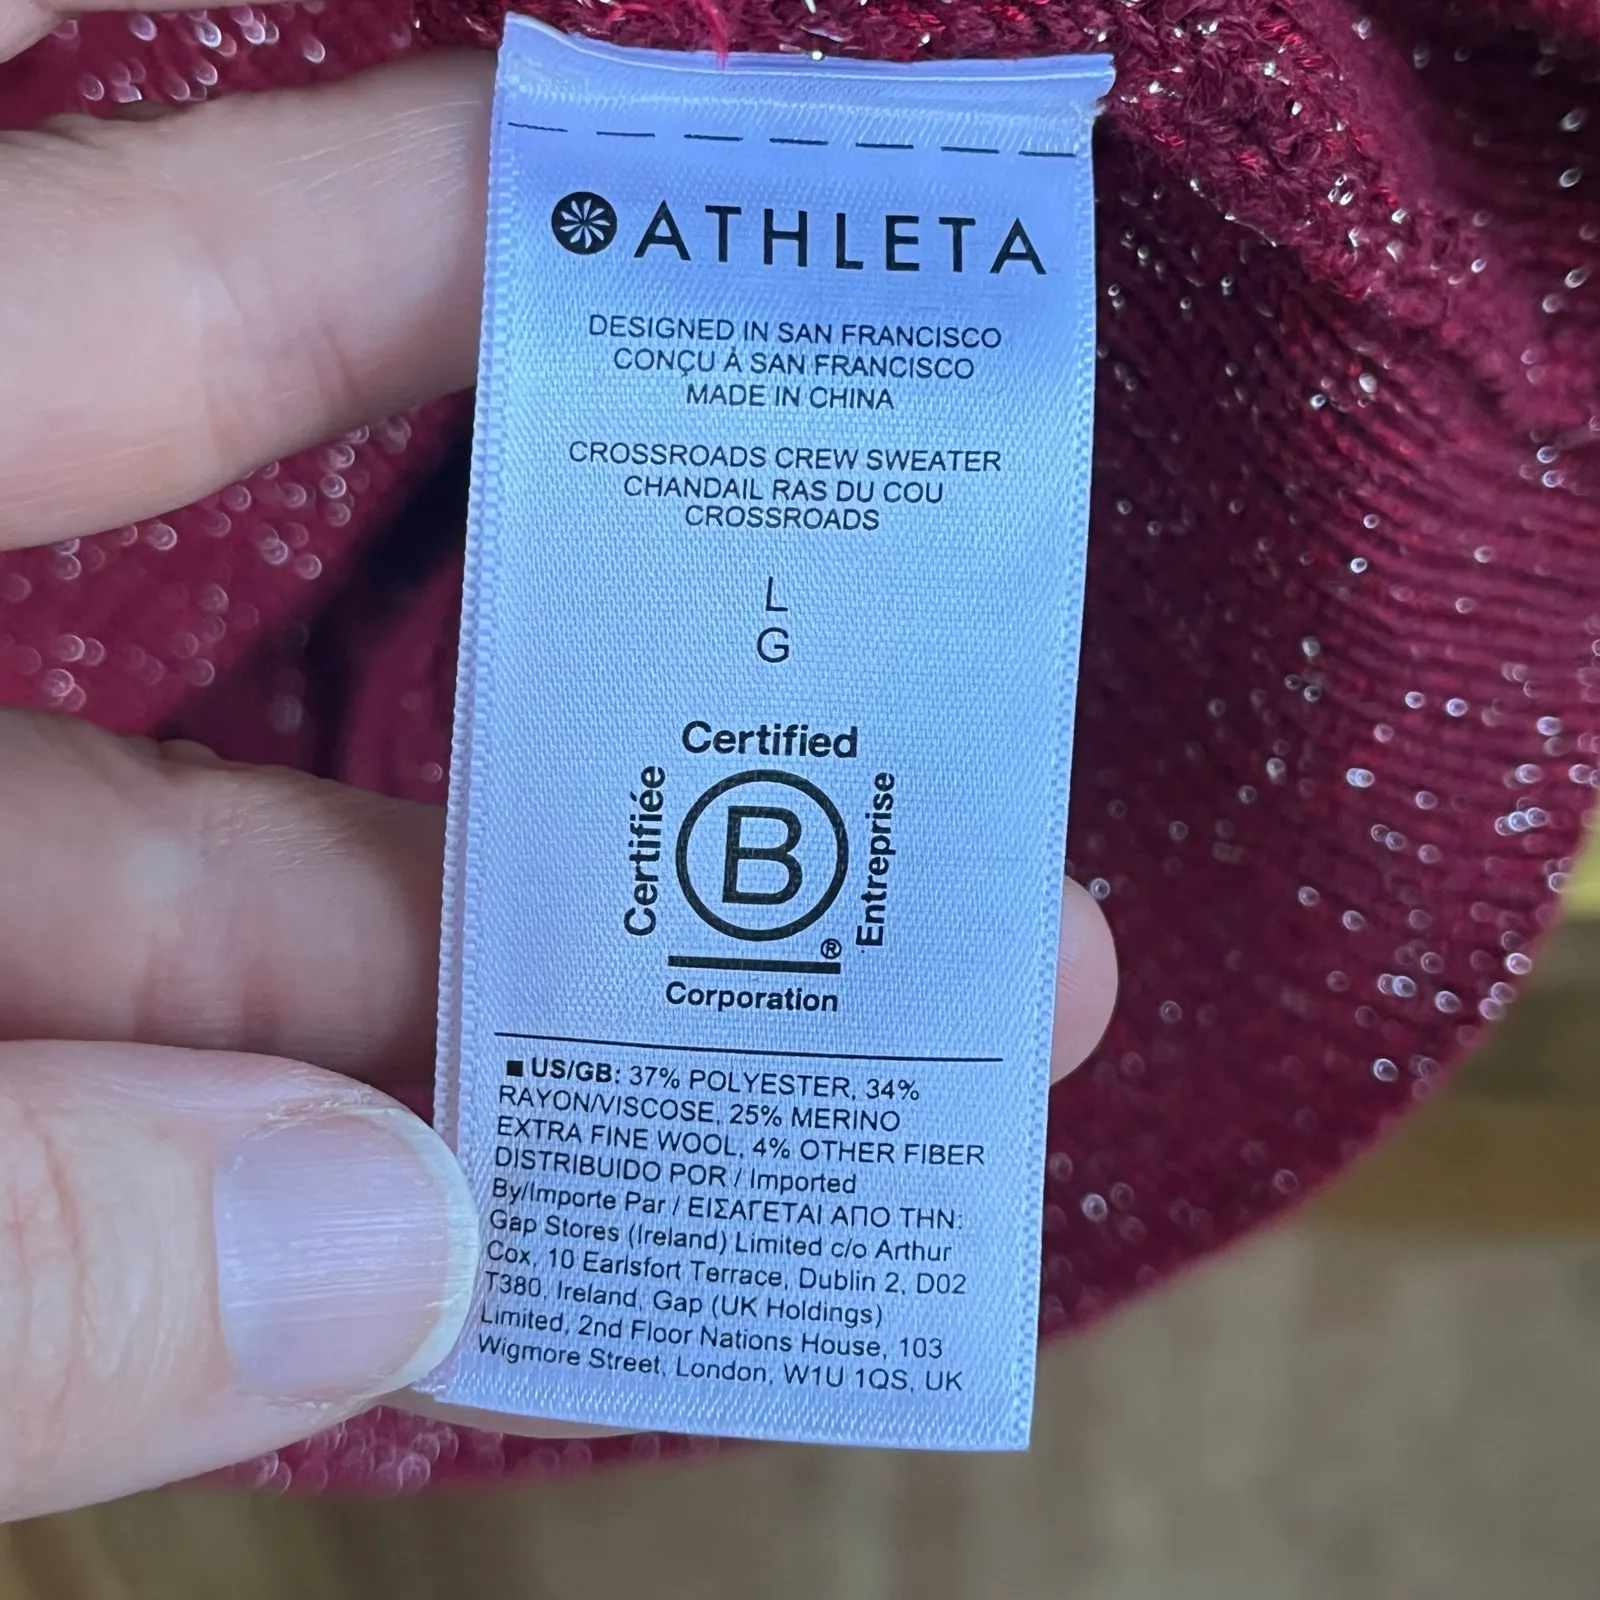 ATHLETA
DESIGNED IN SAN FRANCISCO
CONÇU À SAN FRANCISCO
MADE IN CHINA
CROSSROADS CREW SWEATER
CHANDAIL RAS DU COU
CROSSROADS
L
G
Certified
Certifiée
B
®
Entreprise
Corporation
US/GB: 37% POLYESTER, 34%
RAYON/VISCOSE, 25% MERINO
EXTRA FINE WOOL, 4% OTHER FIBER
DISTRIBUIDO POR / Imported
By/Importe Par / ΕΙΣΑΓΕΤΑΙ ΑΠΟ ΤΗΝ:
Gap Stores (Ireland) Limited c/o Arthur
Cox, 10 Earlsfort Terrace, Dublin 2, D02
T380, Ireland, Gap (UK Holdings)
Limited, 2nd Floor Nations House, 103
Wigmore Street, London, W1U 1QS, UK